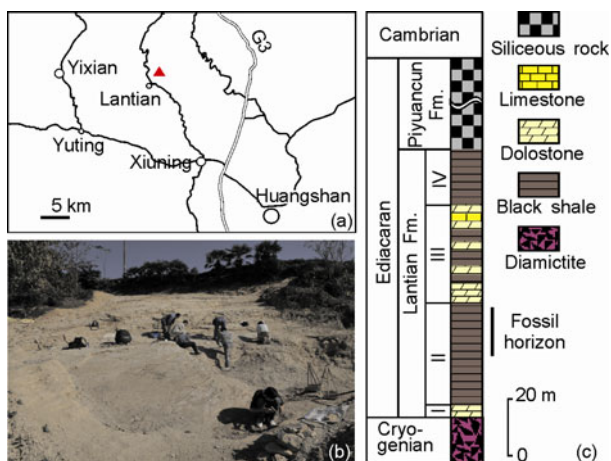 Yixian
Lantian
G3
Yuting
Xiuning
Huangshan
5 km
(a)
(b)
Cambrian
Ediacaran
Piyuancun
Fm.
Lantian Fm.
IV
III
II
I
Cryo-
genian
Siliceous rock
Limestone
Dolostone
Black shale
Diamictite
Fossil
horizon
20 m
0
(c)